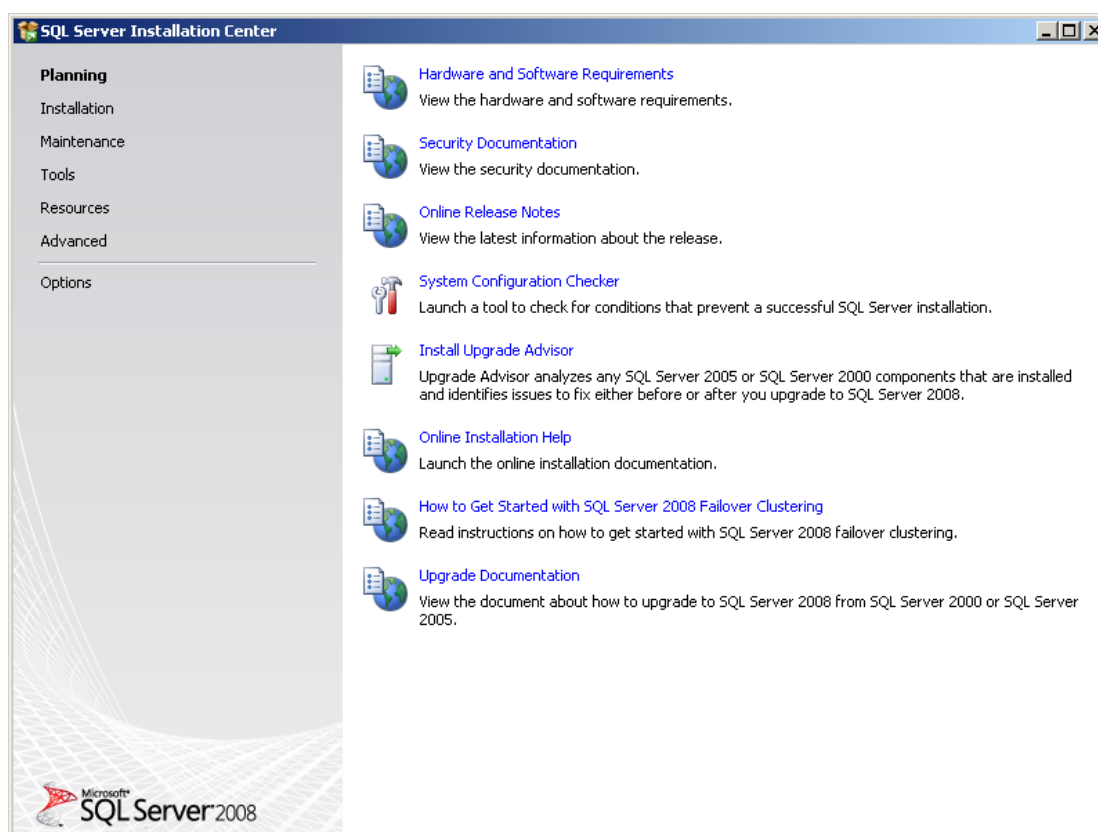 SQL Server Installation Center
Planning
Installation
Maintenance
Tools
Resources
Advanced
Options
Hardware and Software Requirements
View the hardware and software requirements.
Security Documentation
View the security documentation.
Online Release Notes
View the latest information about the release.
System Configuration Checker
Launch a tool to check for conditions that prevent a successful SQL Server installation.
Install Upgrade Advisor
Upgrade Advisor analyzes any SQL Server 2005 or SQL Server 2000 components that are installed
and identifies issues to fix either before or after you upgrade to SQL Server 2008.
Online Installation Help
Launch the online installation documentation.
How to Get Started with SQL Server 2008 Failover Clustering
Read instructions on how to get started with SQL Server 2008 failover clustering.
Upgrade Documentation
View the document about how to upgrade to SQL Server 2008 from SQL Server 2000 or SQL Server
2005.
Microsoft
SQL Server 2008